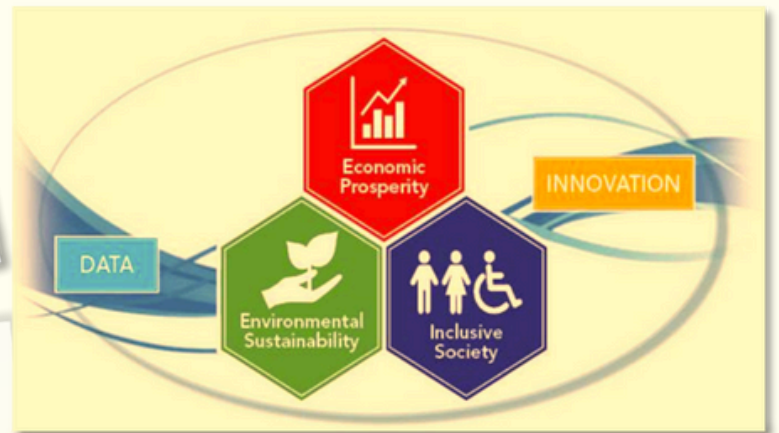 Economic
Prosperity
INNOVATION
DATA
Environmental
Sustainability
Inclusive
Society